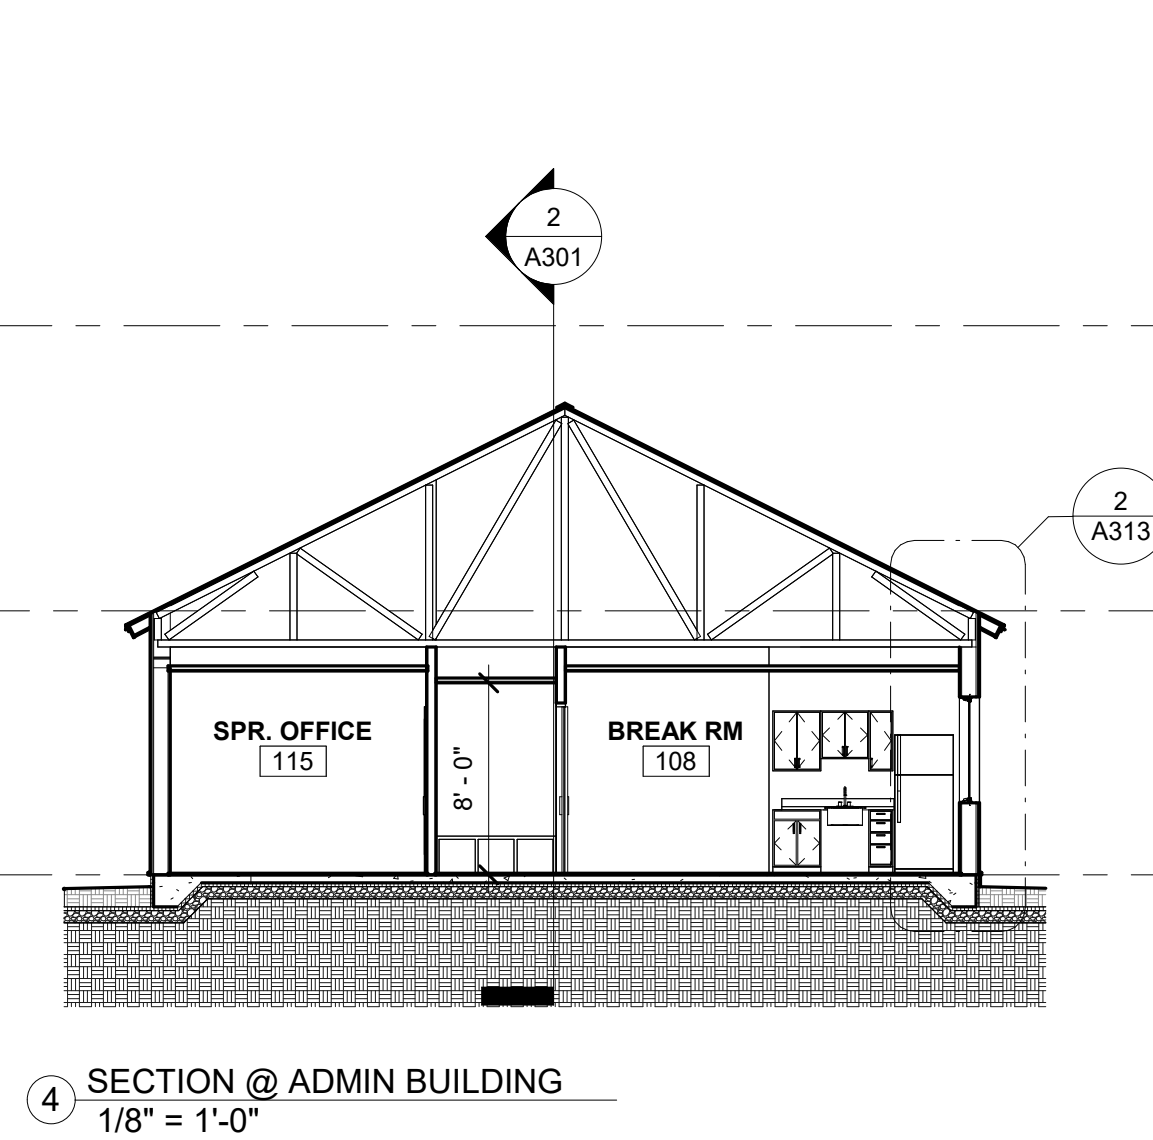 2
A301
2
A313
SPR. OFFICE
115
BREAK RM
108
8' - 0"
4
SECTION @ ADMIN BUILDING
1/8" = 1'-0"